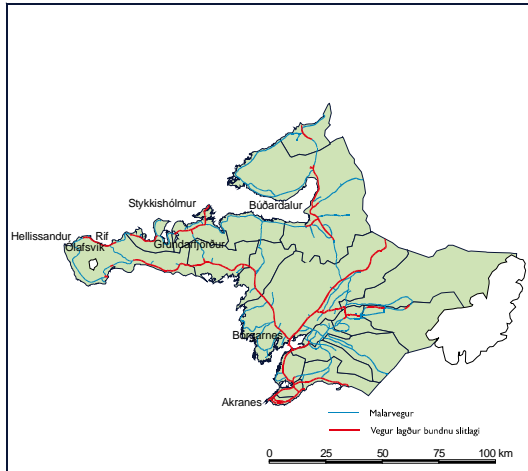 Stykkishólmur
Búðardalur
Hellissandur
Rif
Ólafsvík
Grundarfjörður
Borgarnes
Akranes
Malarvegur
Vegur lagður bundnu slitlagi
0 25 50 75 100 km